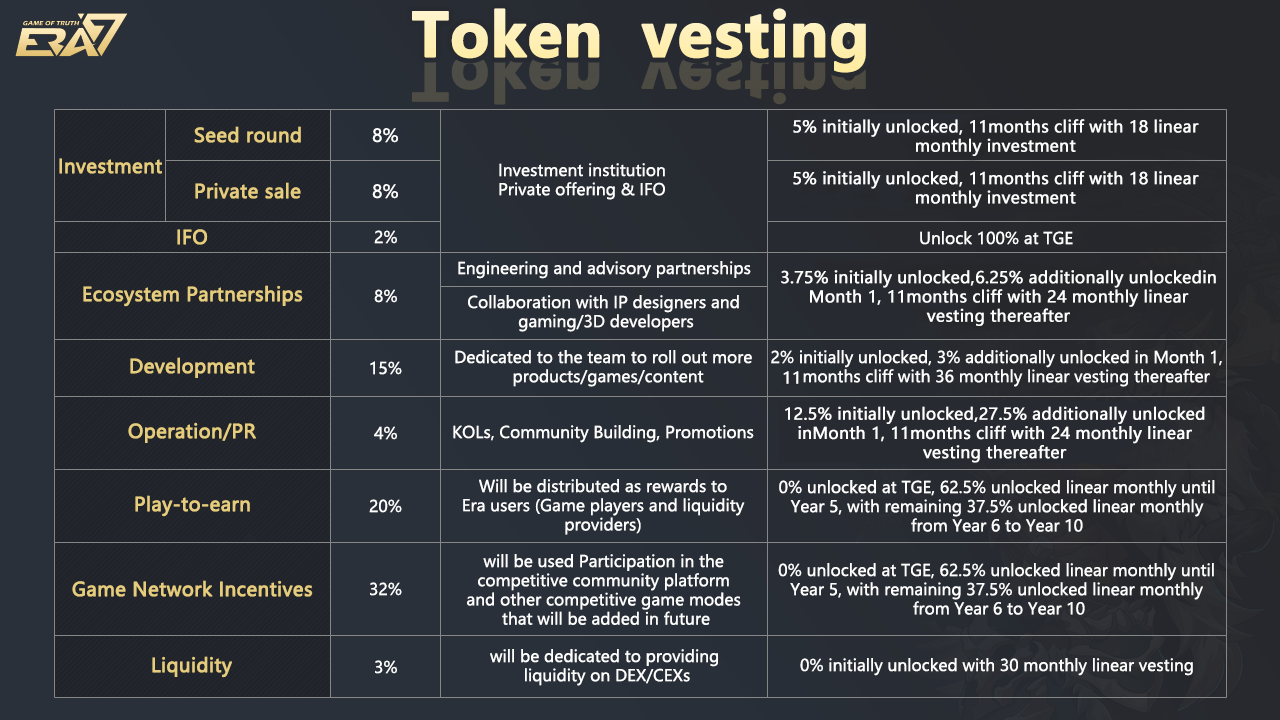 GAME OF TRUTH
ERA7
Token vesting
Investment
Seed round
8%
Investment institution
Private offering & IFO
5% initially unlocked, 11months cliff with 18 linear
monthly investment
Private sale
8%
5% initially unlocked, 11months cliff with 18 linear
monthly investment
IFO
2%
Unlock 100% at TGE
Ecosystem Partnerships
8%
Engineering and advisory partnerships
Collaboration with IP designers and
gaming/3D developers
3.75% initially unlocked,6.25% additionally unlockedin
Month 1, 11months cliff with 24 monthly linear
vesting thereafter
Development
15%
Dedicated to the team to roll out more
products/games/content
2% initially unlocked, 3% additionally unlocked in Month 1,
11months cliff with 36 monthly linear vesting thereafter
Operation/PR
4%
KOLs, Community Building, Promotions
12.5% initially unlocked,27.5% additionally unlocked
inMonth 1, 11months cliff with 24 monthly linear
vesting thereafter
Play-to-earn
20%
Will be distributed as rewards to
Era users (Game players and liquidity
providers)
0% unlocked at TGE, 62.5% unlocked linear monthly until
Year 5, with remaining 37.5% unlocked linear monthly
from Year 6 to Year 10
Game Network Incentives
32%
will be used Participation in the
competitive community platform
and other competitive game modes
that will be added in future
0% unlocked at TGE, 62.5% unlocked linear monthly until
Year 5, with remaining 37.5% unlocked linear monthly
from Year 6 to Year 10
Liquidity
3%
will be dedicated to providing
liquidity on DEX/CEXs
0% initially unlocked with 30 monthly linear vesting